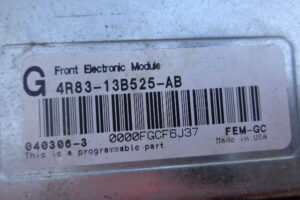 G Front Electronic Module
4R83-13B525-AB
040306-3 0000FGCF6J37 FEM-GC
This is a programmable part Made in USA